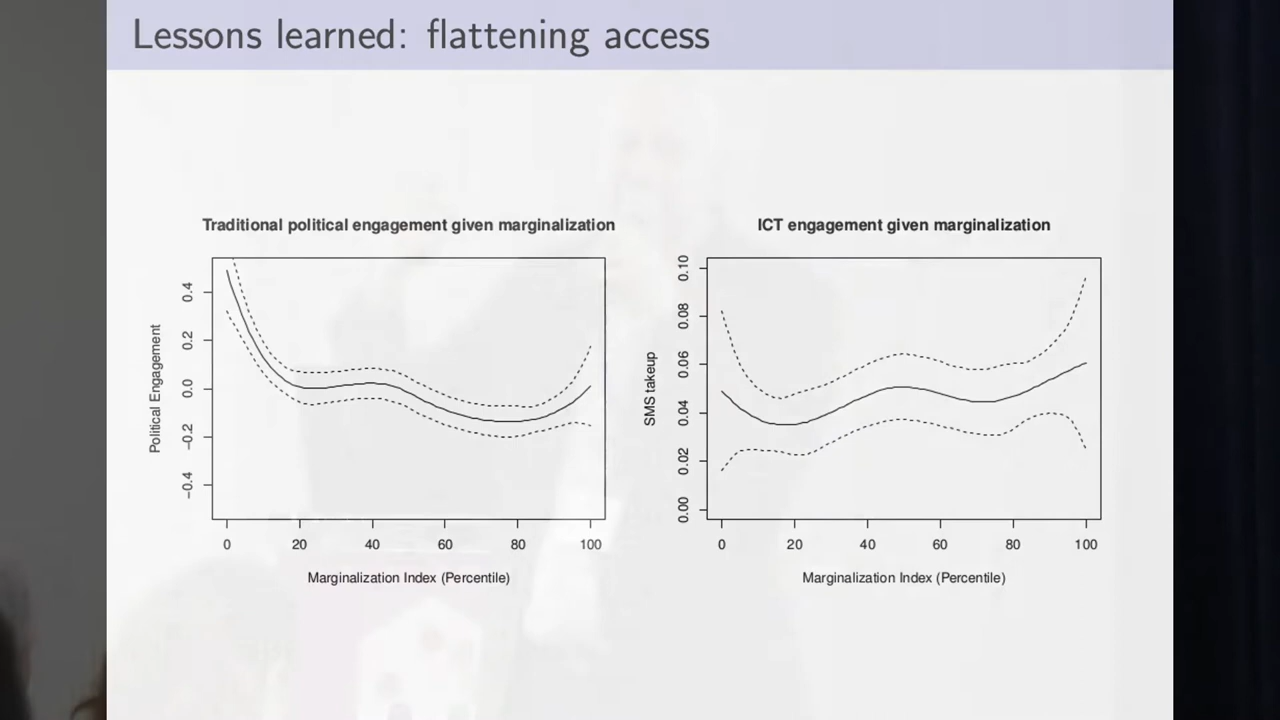 Lessons learned: flattening access
Traditional political engagement given marginalization
Political Engagement
0.4
0.2
0.0
−0.2
−0.4
0 20 40 60 80 100
Marginalization Index (Percentile)
ICT engagement given marginalization
SMS takeup
0.10
0.08
0.06
0.04
0.02
0.00
0 20 40 60 80 100
Marginalization Index (Percentile)